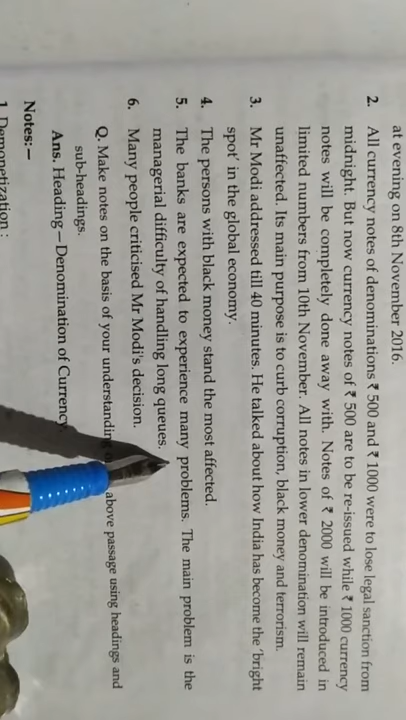 at evening on 8th November 2016.
2. All currency notes of denominations ₹ 500 and ₹ 1000 were to lose legal sanction from
midnight. But now currency notes of ₹ 500 are to be re-issued while ₹ 1000 currency
notes will be completely done away with. Notes of ₹ 2000 will be introduced in
limited numbers from 10th November. All notes in lower denomination will remain
unaffected. Its main purpose is to curb corruption, black money and terrorism.
3. Mr Modi addressed till 40 minutes. He talked about how India has become the 'bright
spot' in the global economy.
4. The persons with black money stand the most affected.
5. The banks are expected to experience many problems. The main problem is the
managerial difficulty of handling long queues.
6. Many people criticised Mr Modi's decision.
Q. Make notes on the basis of your understanding above passage using headings and
sub-headings.
Ans. Heading—Denomination of Currency
Notes:—
1. Demonetization :